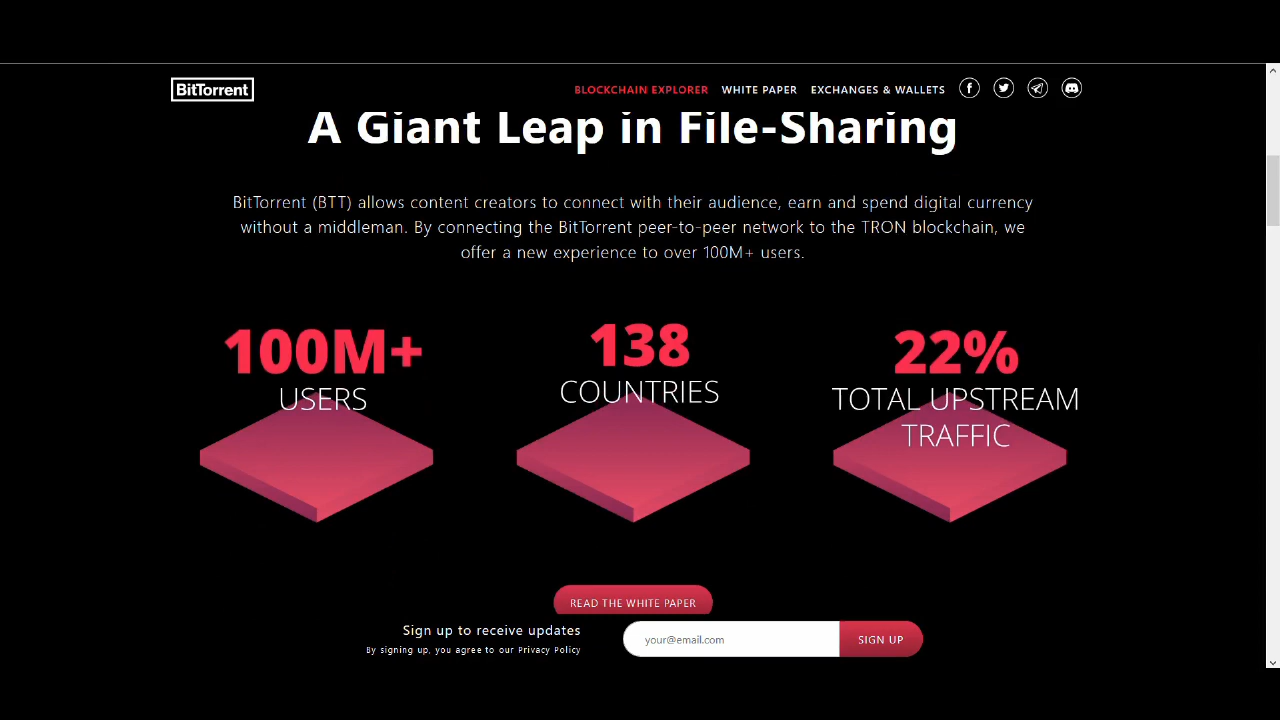 BitTorrent
BLOCKCHAIN EXPLORER WHITE PAPER EXCHANGES & WALLETS
A Giant Leap in File-Sharing
BitTorrent (BTT) allows content creators to connect with their audience, earn and spend digital currency
without a middleman. By connecting the BitTorrent peer-to-peer network to the TRON blockchain, we
offer a new experience to over 100M+ users.
100M+
USERS
138
COUNTRIES
22%
TOTAL UPSTREAM
TRAFFIC
READ THE WHITE PAPER
Sign up to receive updates
By signing up, you agree to our Privacy Policy
your@email.com
SIGN UP